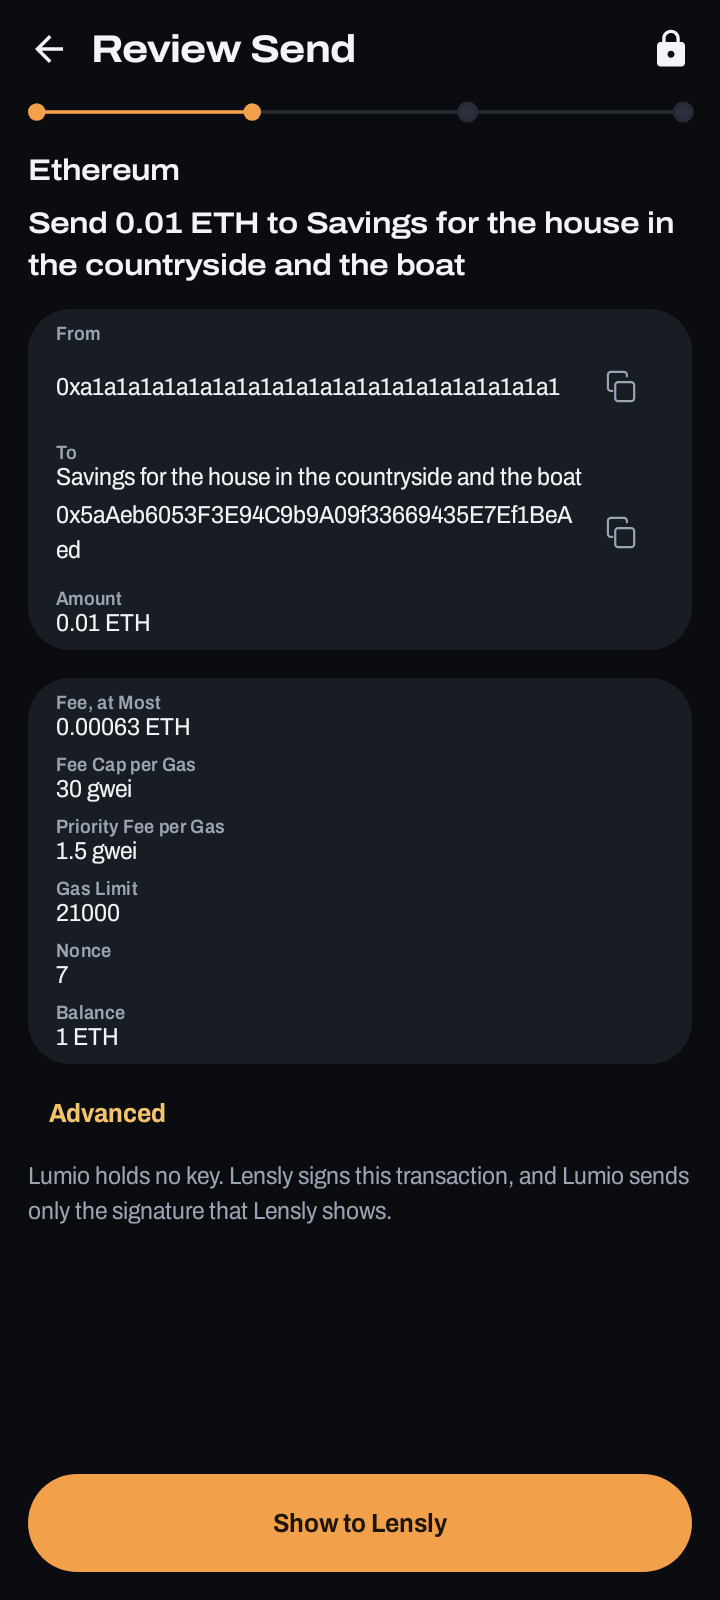 Review Send
Ethereum
Send 0.01 ETH to Savings for the house in
the countryside and the boat
From
0xa1a1a1a1a1a1a1a1a1a1a1a1a1a1a1a1a1a1a1a1
To
Savings for the house in the countryside and the boat
0x5aAeb6053F3E94C9b9A09f33669435E7Ef1BeA
ed
Amount
0.01 ETH
Fee, at Most
0.00063 ETH
Fee Cap per Gas
30 gwei
Priority Fee per Gas
1.5 gwei
Gas Limit
21000
Nonce
7
Balance
1 ETH
Advanced
Lumio holds no key. Lensly signs this transaction, and Lumio sends
only the signature that Lensly shows.
Show to Lensly